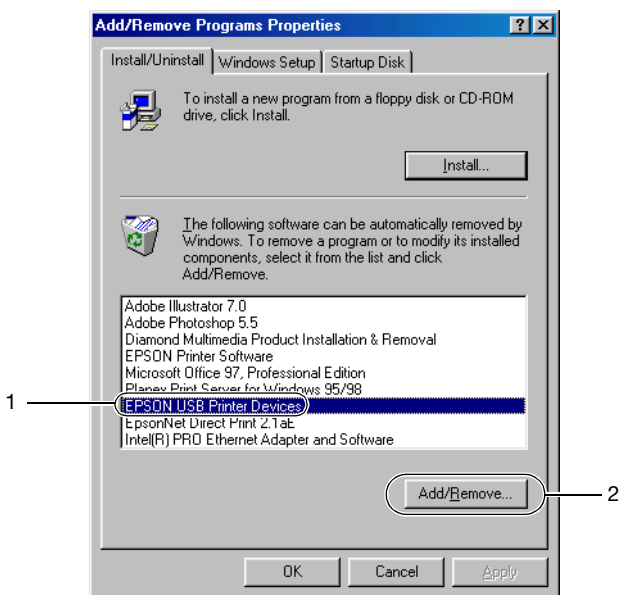 Add/Remove Programs Properties
Install/Uninstall
Windows Setup
Startup Disk
To install a new program from a floppy disk or CD-ROM
drive, click Install.
Install...
The following software can be automatically removed by
Windows. To remove a program or to modify its installed
components, select it from the list and click
Add/Remove.
Adobe Illustrator 7.0
Adobe Photoshop 5.5
Diamond Multimedia Product Installation & Removal
EPSON Printer Software
Microsoft Office 97, Professional Edition
Planex Print Server for Windows 95/98
1
EPSON USB Printer Devices
EpsonNet Direct Print 2.1aE
Intel(R) PRO Ethernet Adapter and Software
Add/Remove...
2
OK
Cancel
Apply